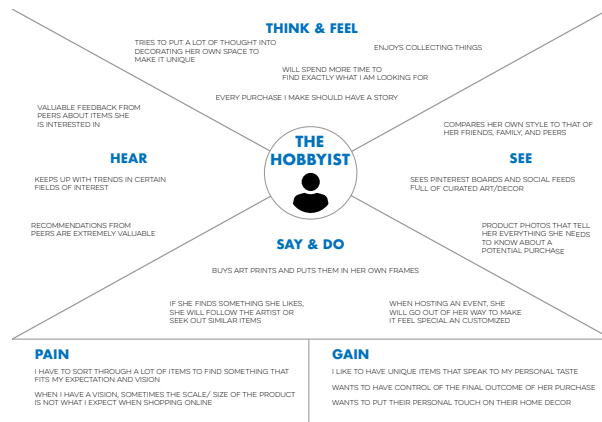 THINK & FEEL
TRIES TO PUT A LOT OF THOUGHT INTO
DECORATING HER OWN SPACE TO
MAKE IT UNIQUE
ENJOYS COLLECTING THINGS
WILL SPEND MORE TIME TO
FIND EXACTLY WHAT I AM LOOKING FOR
EVERY PURCHASE I MAKE SHOULD HAVE A STORY
VALUABLE FEEDBACK FROM
PEERS ABOUT ITEMS SHE
IS INTERESTED IN
HEAR
KEEPS UP WITH TRENDS IN CERTAIN
FIELDS OF INTEREST
RECOMMENDATIONS FROM
PEERS ARE EXTREMELY VALUABLE
THE
HOBBYIST
COMPARES HER OWN STYLE TO THAT OF
HER FRIENDS, FAMILY, AND PEERS
SEE
SEES PINTEREST BOARDS AND SOCIAL FEEDS
FULL OF CURATED ART/DECOR
PRODUCT PHOTOS THAT TELL
HER EVERYTHING SHE NEEDS
TO KNOW ABOUT A
POTENTIAL PURCHASE
SAY & DO
BUYS ART PRINTS AND PUTS THEM IN HER OWN FRAMES
IF SHE FINDS SOMETHING SHE LIKES,
SHE WILL FOLLOW THE ARTIST OR
SEEK OUT SIMILAR ITEMS
WHEN HOSTING AN EVENT, SHE
WILL GO OUT OF HER WAY TO MAKE
IT FEEL SPECIAL AN CUSTOMIZED
PAIN
I HAVE TO SORT THROUGH A LOT OF ITEMS TO FIND SOMETHING THAT
FITS MY EXPECTATION AND VISION
WHEN I HAVE A VISION, SOMETIMES THE SCALE/ SIZE OF THE PRODUCT
IS NOT WHAT I EXPECT WHEN SHOPPING ONLINE
GAIN
I LIKE TO HAVE UNIQUE ITEMS THAT SPEAK TO MY PERSONAL TASTE
WANTS TO HAVE CONTROL OF THE FINAL OUTCOME OF HER PURCHASE
WANTS TO PUT THEIR PERSONAL TOUCH ON THEIR HOME DECOR